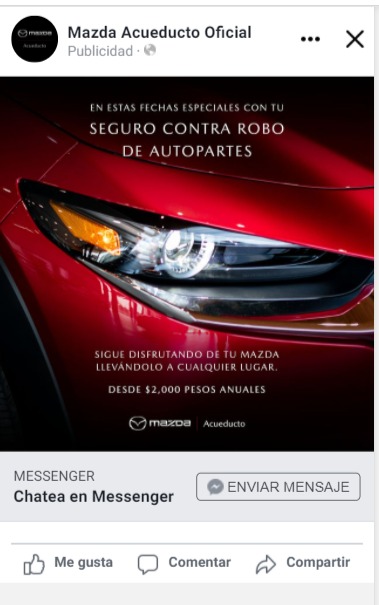 mazda
Acueducto
Mazda Acueducto Oficial
Publicidad ·
EN ESTAS FECHAS ESPECIALES CON TU
SEGURO CONTRA ROBO
DE AUTOPARTES
SIGUE DISFRUTANDO DE TU MAZDA
LLEVÁNDOLO A CUALQUIER LUGAR.
DESDE $2,000 PESOS ANUALES
mazda | Acueducto
MESSENGER
Chatea en Messenger
ENVIAR MENSAJE
Me gusta Comentar Compartir